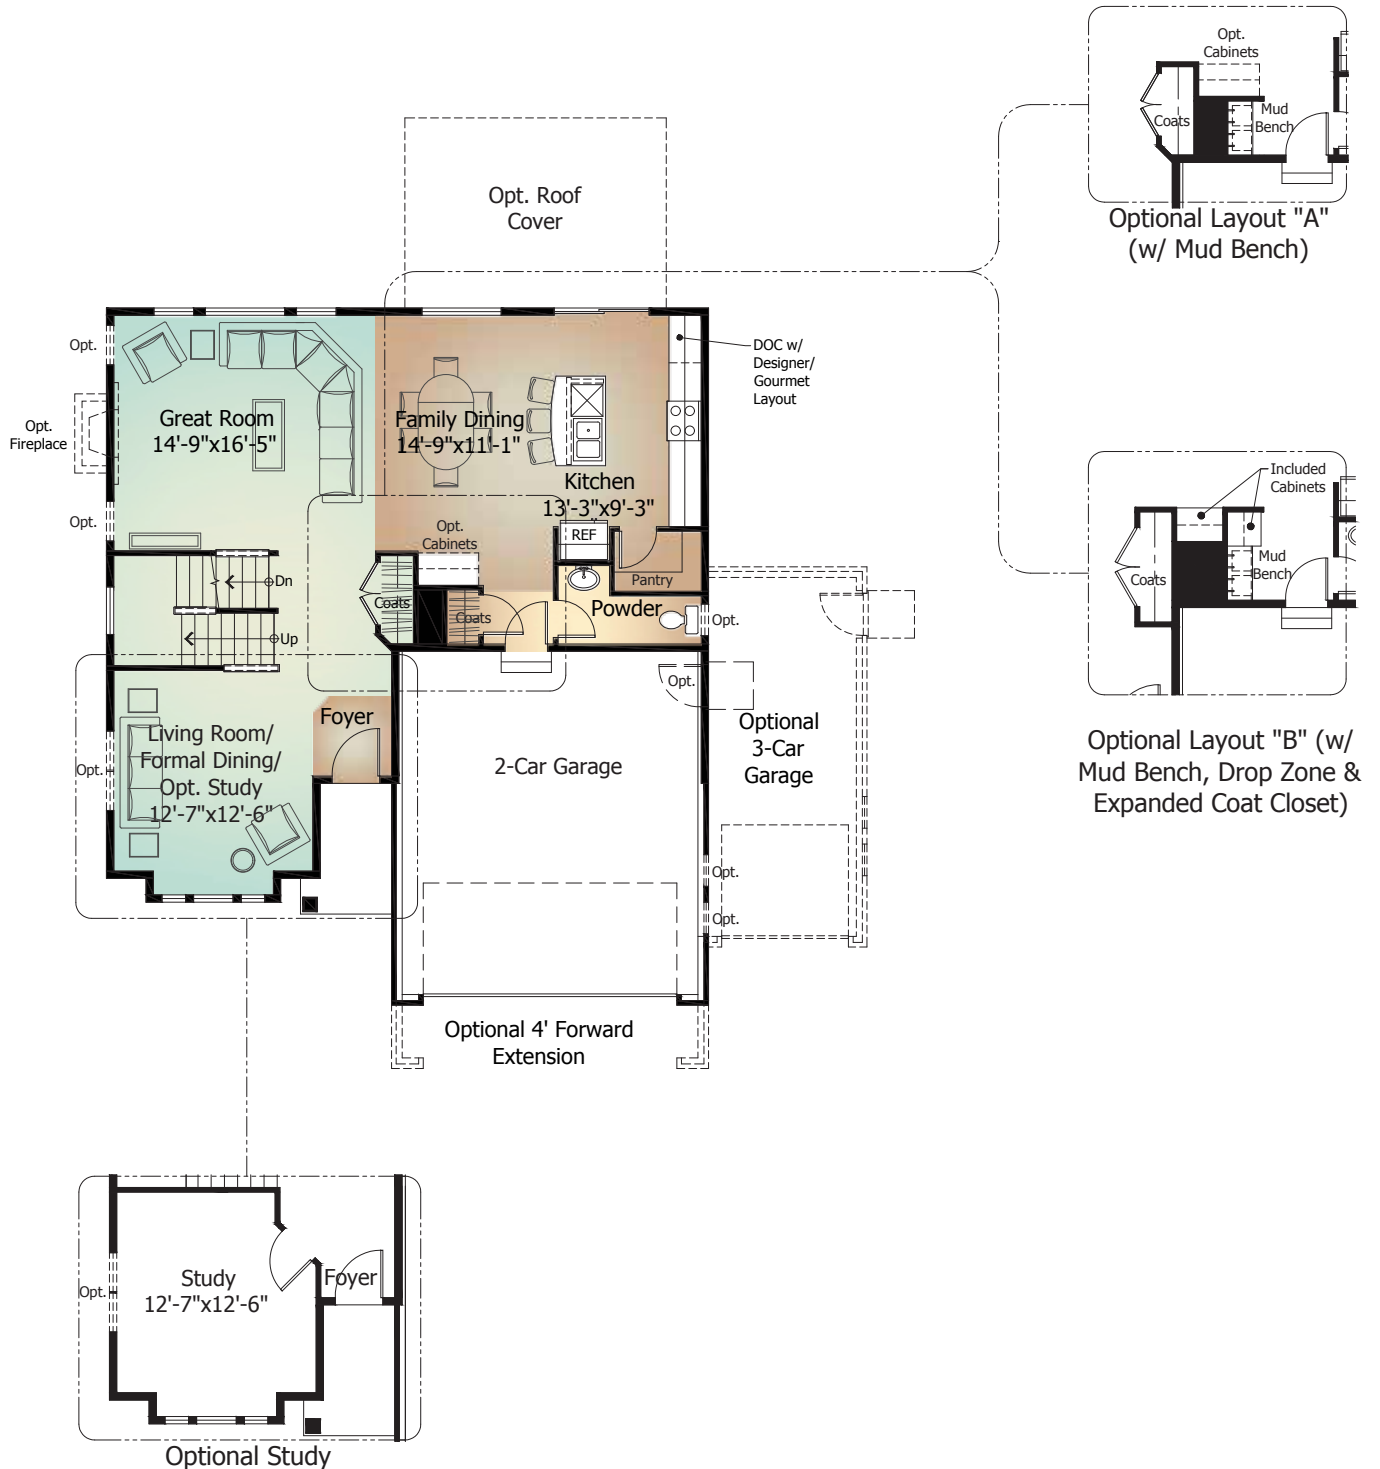 Opt.
Cabinets
Coats
Mud
Bench
Optional Layout "A"
(w/ Mud Bench)
Opt. Roof
Cover
Opt.
DOC w/
Designer/
Gourmet
Layout
Great Room
14'-9"x16'-5"
Family Dining
14'-9"x11'-1"
Opt.
Fireplace
Kitchen
13'-3"x9'-3"
Opt.
Opt.
Cabinets
REF
Pantry
Included
Cabinets
Coats
Mud
Bench
Optional Layout "B" (w/
Mud Bench, Drop Zone &
Expanded Coat Closet)
Dn
Up
Coats
Coats
Powder
Opt.
Opt.
Foyer
Living Room/
Formal Dining/
Opt. Study
12'-7"x12'-6"
Opt.
2-Car Garage
Optional
3-Car
Garage
Opt.
Opt.
Optional 4' Forward
Extension
Study
12'-7"x12'-6"
Foyer
Opt.
Optional Study